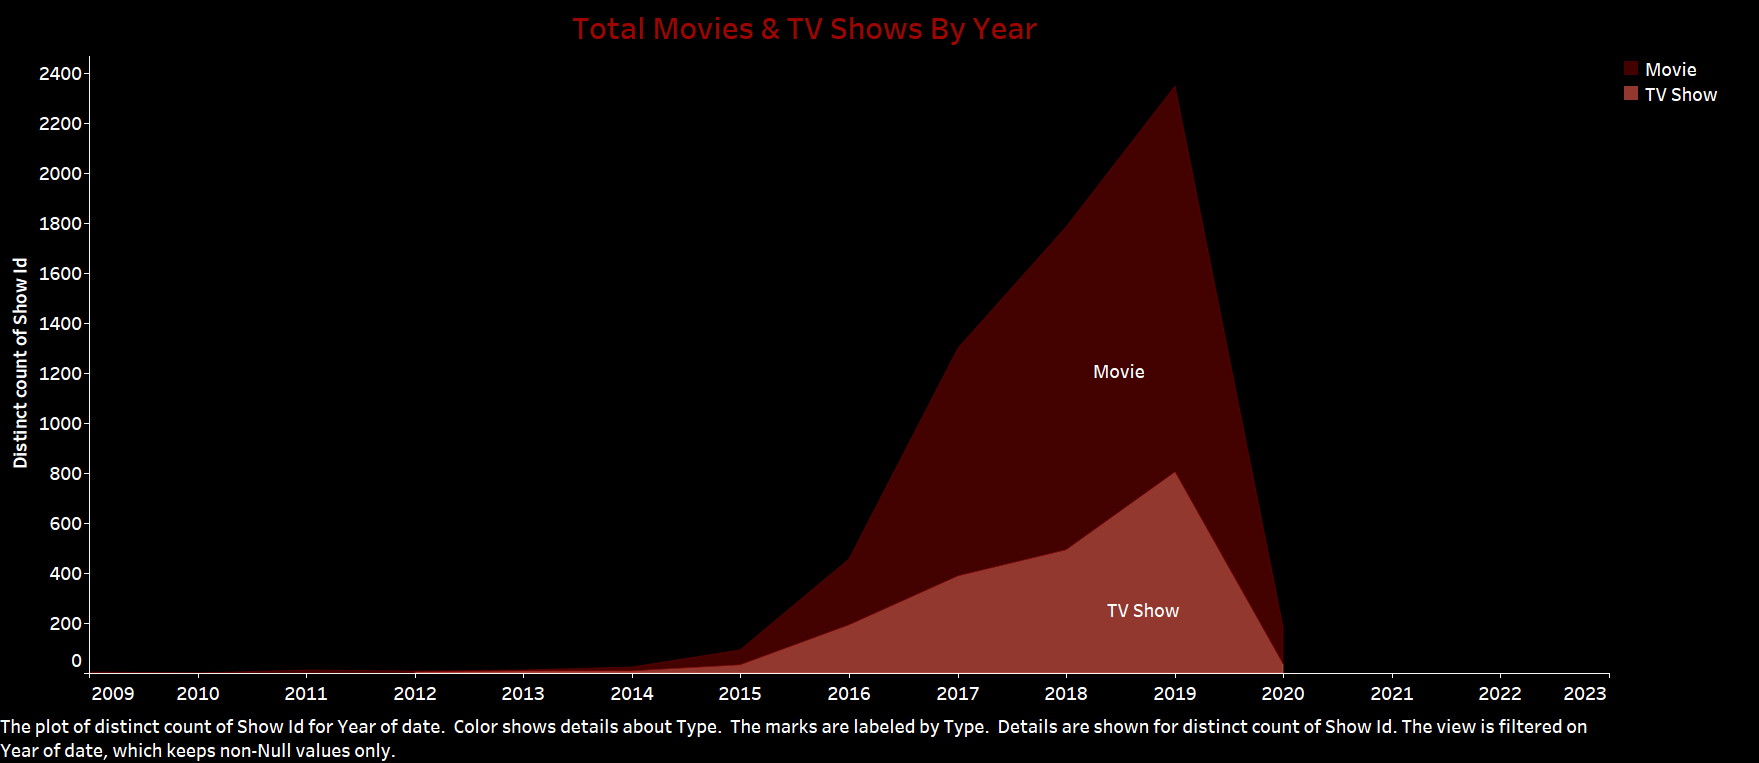 Total Movies & TV Shows By Year
Movie
TV Show
2400
2200
2000
1800
1600
1400
1200
1000
800
600
400
200
0
Distinct count of Show Id
Movie
TV Show
2009 2010 2011 2012 2013 2014 2015 2016 2017 2018 2019 2020 2021 2022 2023
The plot of distinct count of Show Id for Year of date.  Color shows details about Type.  The marks are labeled by Type.  Details are shown for distinct count of Show Id. The view is filtered on
Year of date, which keeps non-Null values only.